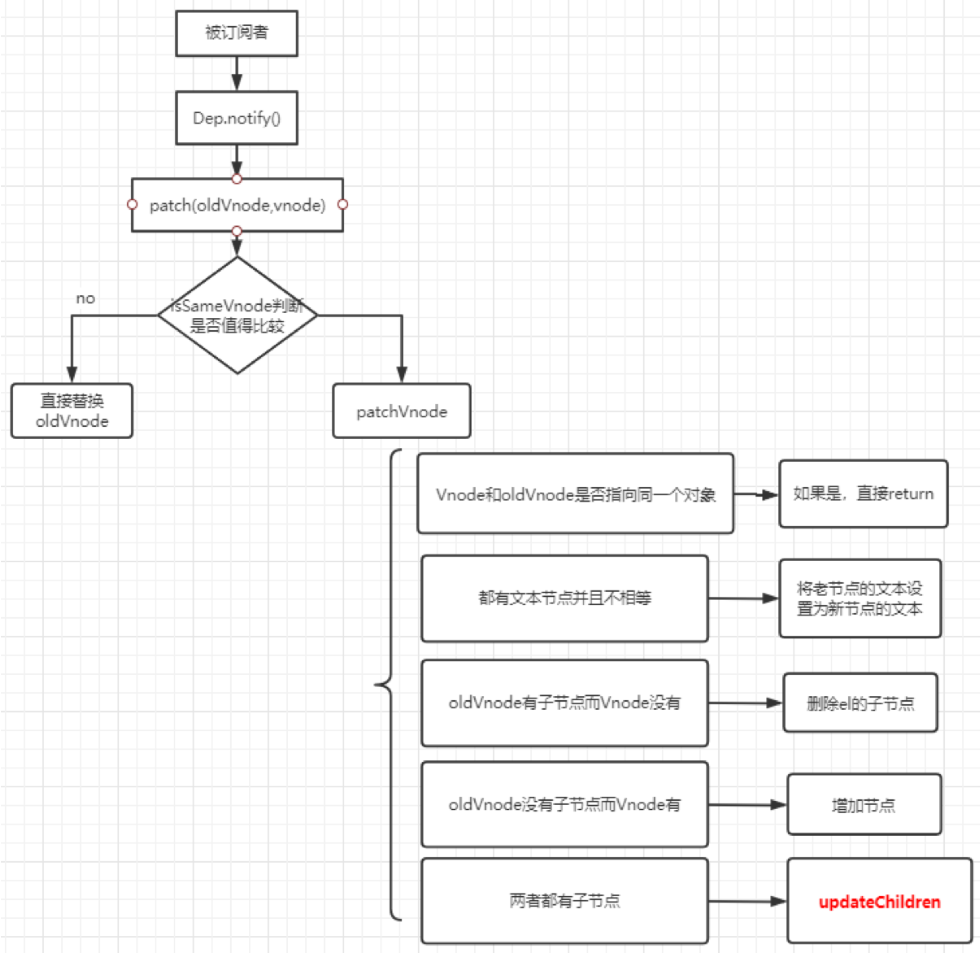 被订阅者
Dep.notify()
patch(oldVnode,vnode)
isSameVnode判断
是否值得比较
no
直接替换
oldVnode
patchVnode
Vnode和oldVnode是否指向同一个对象
如果是，直接return
都有文本节点并且不相等
将老节点的文本设
置为新节点的文本
oldVnode有子节点而Vnode没有
删除el的子节点
oldVnode没有子节点而Vnode有
增加节点
两者都有子节点
updateChildren